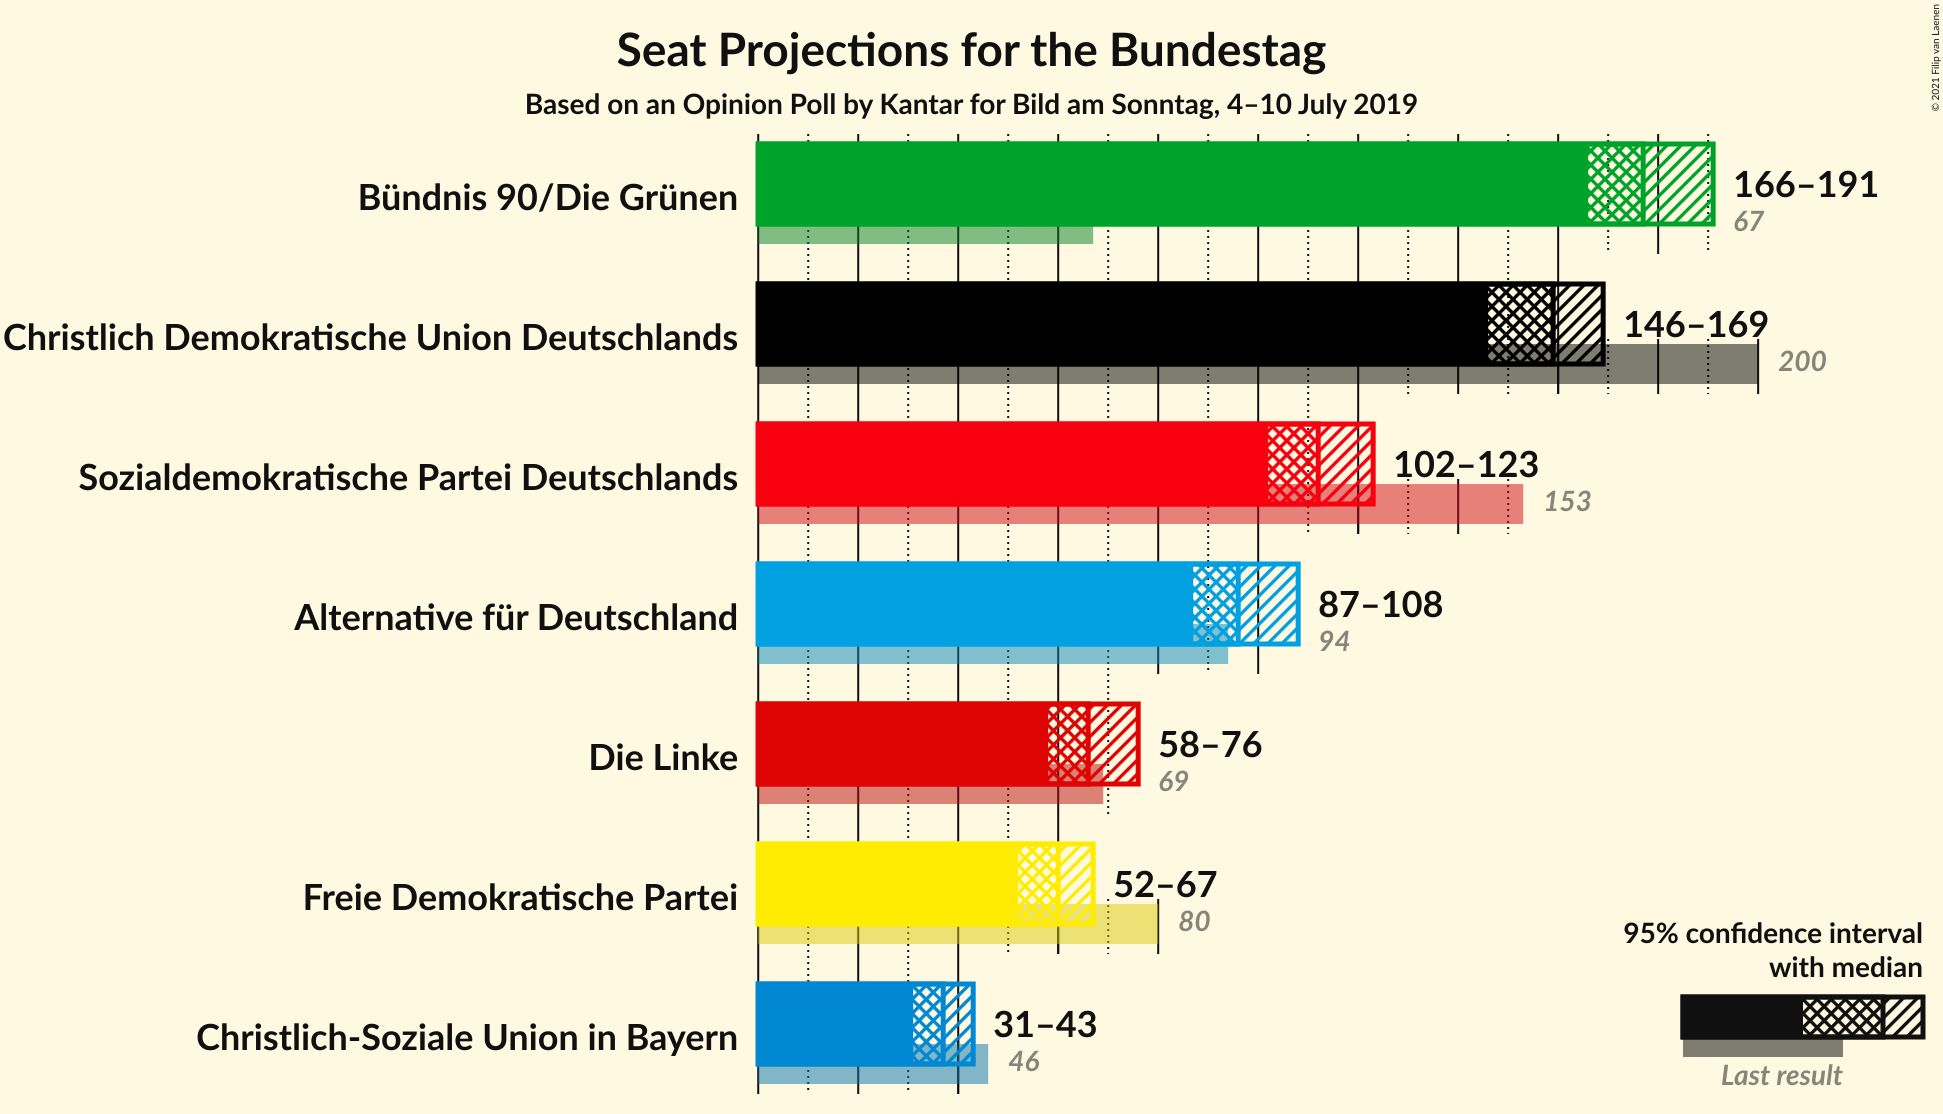 Seat Projections for the Bundestag
Based on an Opinion Poll by Kantar for Bild am Sonntag, 4–10 July 2019
© 2021 Filip van Laenen
Bündnis 90/Die Grünen
166–191
67
Christlich Demokratische Union Deutschlands
146–169
200
Sozialdemokratische Partei Deutschlands
102–123
153
Alternative für Deutschland
87–108
94
Die Linke
58–76
69
Freie Demokratische Partei
52–67
80
Christlich-Soziale Union in Bayern
31–43
46
95% confidence interval
with median
Last result